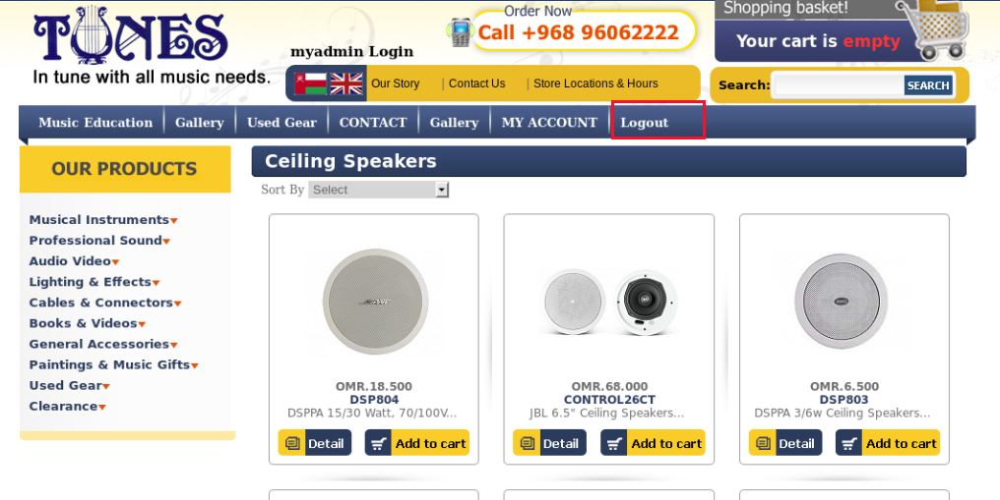 TUNES
In tune with all music needs.
myadmin Login
Order Now
Call +968 96062222
Shopping basket!
Your cart is empty
Our Story | Contact Us | Store Locations & Hours
Search: SEARCH
Music Education Gallery Used Gear CONTACT Gallery MY ACCOUNT Logout
OUR PRODUCTS
Musical Instruments
Professional Sound
Audio Video
Lighting & Effects
Cables & Connectors
Books & Videos
General Accessories
Paintings & Music Gifts
Used Gear
Clearance
Ceiling Speakers
Sort By Select
OMR.18.500
DSP804
DSPPA 15/30 Watt, 70/100V...
Detail Add to cart
OMR.68.000
CONTROL26CT
JBL 6.5" Ceiling Speakers...
Detail Add to cart
OMR.6.500
DSP803
DSPPA 3/6w Ceiling Speakers...
Detail Add to cart